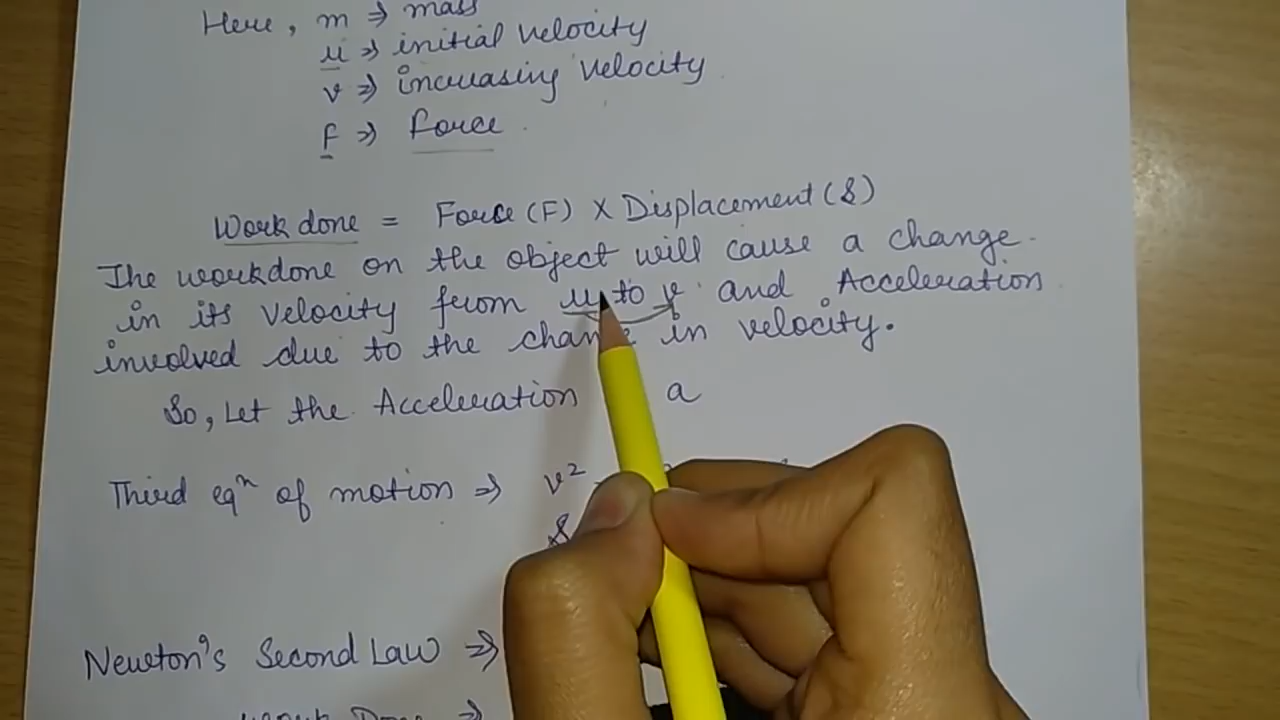 Here, m ⇒ mass
u ⇒ initial velocity
v ⇒ increasing velocity
F ⇒ Force
Work done = Force (F) X Displacement (S)
The workdone on the object will cause a change
in its velocity from u to v and Acceleration
involved due to the in velocity.
So, Let the Acceleration a
Third eqn of motion ⇒ v²
S
Newton's Second Law ⇒
Work Done ⇒